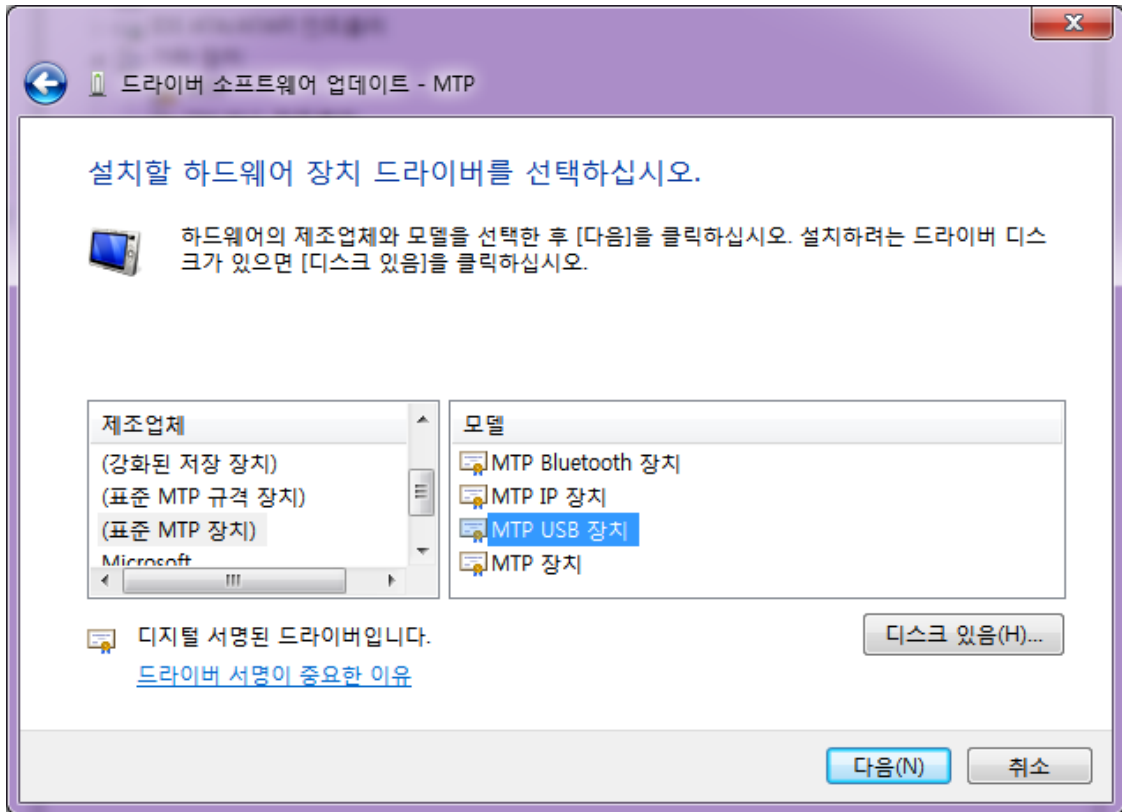 드라이버 소프트웨어 업데이트 - MTP
설치할 하드웨어 장치 드라이버를 선택하십시오.
하드웨어의 제조업체와 모델을 선택한 후 [다음]을 클릭하십시오. 설치하려는 드라이버 디스
크가 있으면 [디스크 있음]을 클릭하십시오.
제조업체
(강화된 저장 장치)
(표준 MTP 규격 장치)
(표준 MTP 장치)
Microsoft
모델
MTP Bluetooth 장치
MTP IP 장치
MTP USB 장치
MTP 장치
디지털 서명된 드라이버입니다.
디스크 있음(H)...
드라이버 서명이 중요한 이유
다음(N)
취소